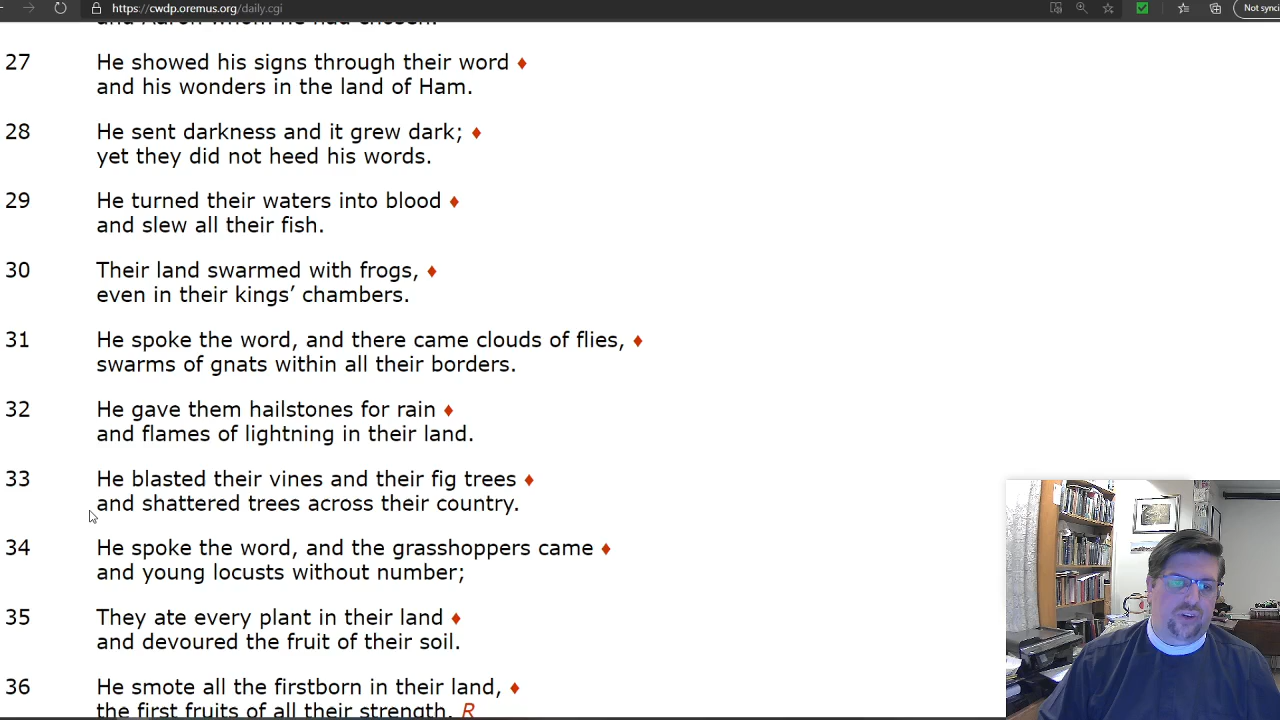 https://cwdp.oremus.org/daily.cgi
Not synci
and Aaron whom he had chosen.
27 He showed his signs through their word ♦
and his wonders in the land of Ham.
28 He sent darkness and it grew dark; ♦
yet they did not heed his words.
29 He turned their waters into blood ♦
and slew all their fish.
30 Their land swarmed with frogs, ♦
even in their kings’ chambers.
31 He spoke the word, and there came clouds of flies, ♦
swarms of gnats within all their borders.
32 He gave them hailstones for rain ♦
and flames of lightning in their land.
33 He blasted their vines and their fig trees ♦
and shattered trees across their country.
34 He spoke the word, and the grasshoppers came ♦
and young locusts without number;
35 They ate every plant in their land ♦
and devoured the fruit of their soil.
36 He smote all the firstborn in their land, ♦
the first fruits of all their strength. R